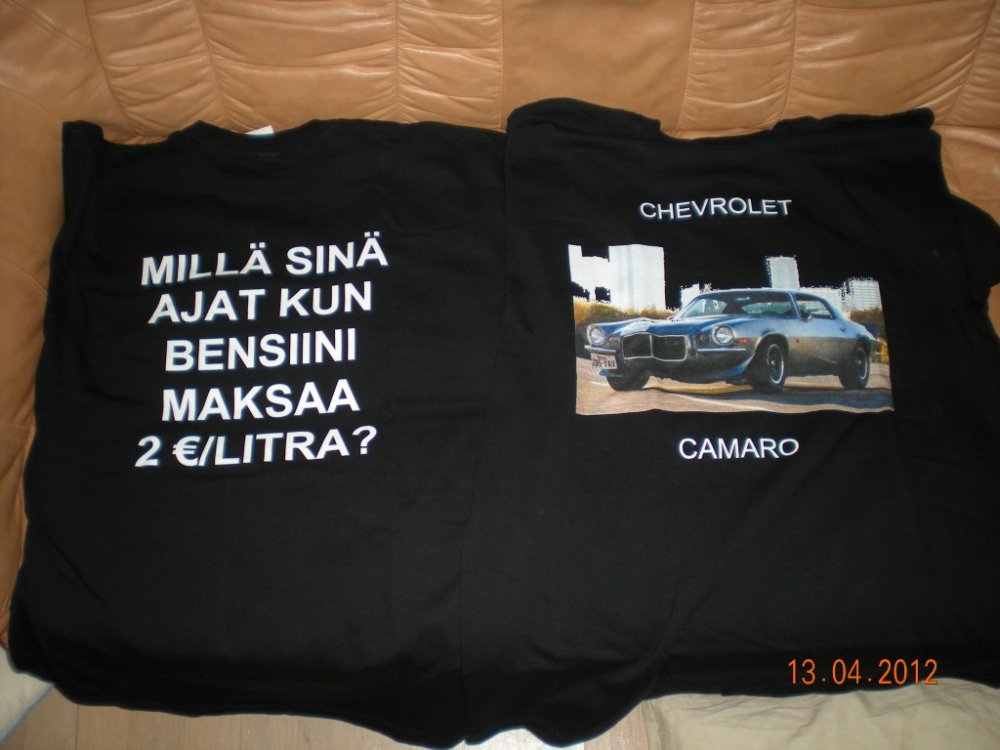 MILLÄ SINÄ
AJAT KUN
BENSIINI
MAKSAA
2 €/LITRA?
CHEVROLET
CAMARO
13.04.2012